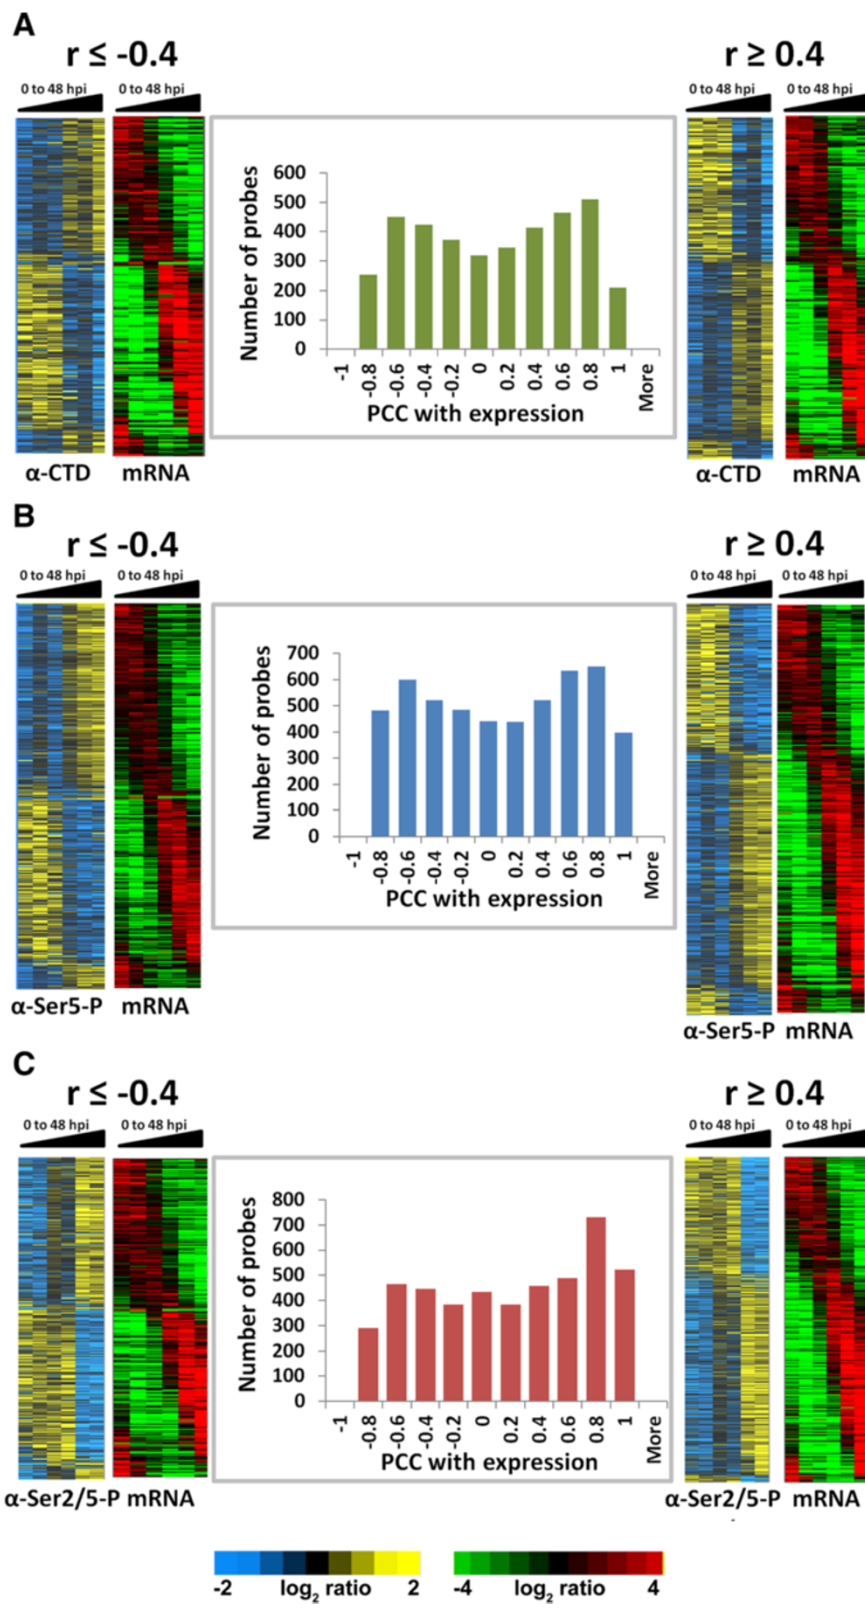 A
r ≤ -0.4
r ≥ 0.4
0 to 48 hpi
0 to 48 hpi
0 to 48 hpi
0 to 48 hpi
Number of probes
600
500
400
300
200
100
0
-1
-0.8
-0.6
-0.4
-0.2
0
0.2
0.4
0.6
0.8
1
More
PCC with expression
α-CTD
mRNA
α-CTD
mRNA
B
r ≤ -0.4
r ≥ 0.4
0 to 48 hpi
0 to 48 hpi
0 to 48 hpi
0 to 48 hpi
Number of probes
700
600
500
400
300
200
100
0
-1
-0.8
-0.6
-0.4
-0.2
0
0.2
0.4
0.6
0.8
1
More
PCC with expression
α-Ser5-P
mRNA
α-Ser5-P
mRNA
C
r ≤ -0.4
r ≥ 0.4
0 to 48 hpi
0 to 48 hpi
0 to 48 hpi
0 to 48 hpi
Number of probes
800
700
600
500
400
300
200
100
0
-1
-0.8
-0.6
-0.4
-0.2
0
0.2
0.4
0.6
0.8
1
More
PCC with expression
α-Ser2/5-P
mRNA
α-Ser2/5-P
mRNA
-2 log₂ ratio 2
-4 log₂ ratio 4